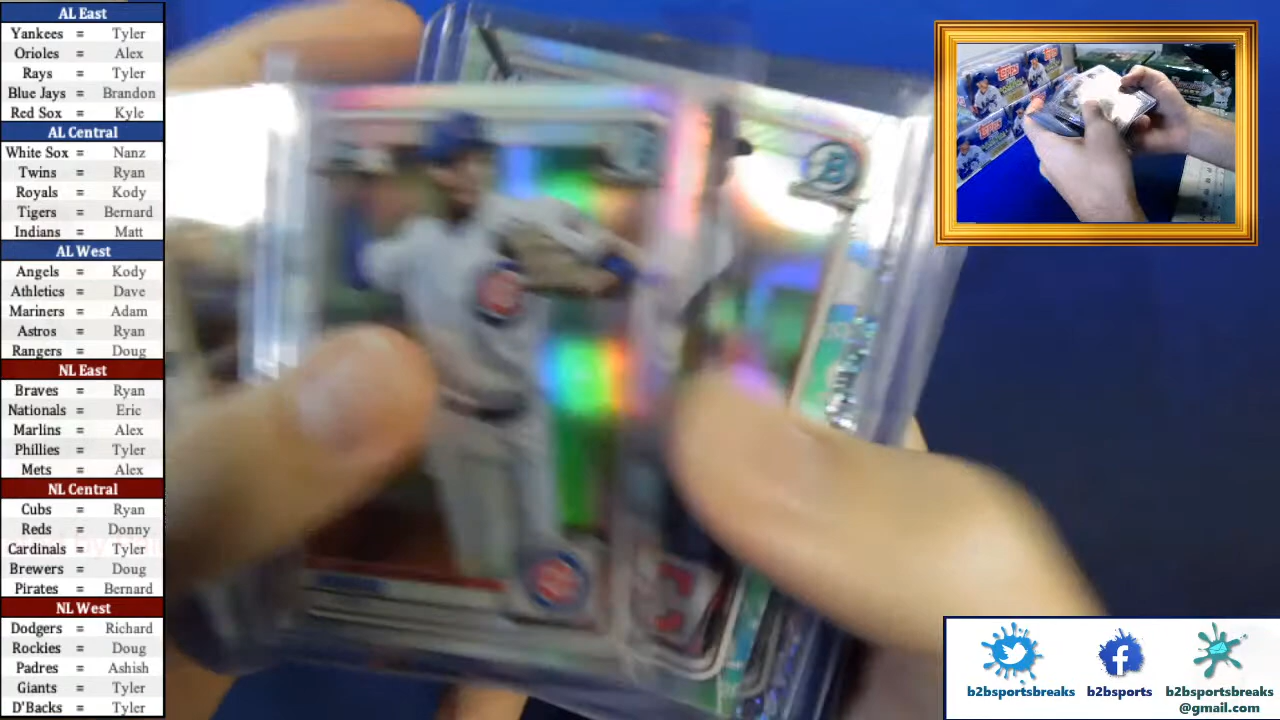 AL East
Yankees = Tyler
Orioles = Alex
Rays = Tyler
Blue Jays = Brandon
Red Sox = Kyle
AL Central
White Sox = Nanz
Twins = Ryan
Royals = Kody
Tigers = Bernard
Indians = Matt
AL West
Angels = Kody
Athletics = Dave
Mariners = Adam
Astros = Ryan
Rangers = Doug
NL East
Braves = Ryan
Nationals = Eric
Marlins = Alex
Phillies = Tyler
Mets = Alex
NL Central
Cubs = Ryan
Reds = Donny
Cardinals = Tyler
Brewers = Doug
Pirates = Bernard
NL West
Dodgers = Richard
Rockies = Doug
Padres = Ashish
Giants = Tyler
D'Backs = Tyler
TOPPS
TOPPS
b2bsportsbreaks
b2bsports
b2bsportsbreaks
@gmail.com